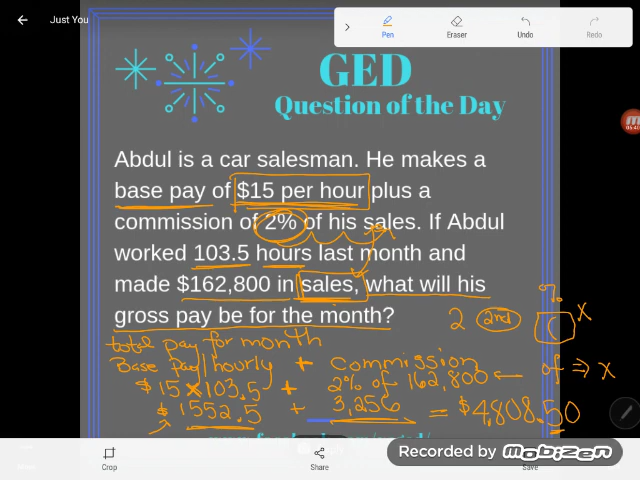 Just You
Pen
Eraser
Undo
Redo
GED
Question of the Day
Abdul is a car salesman. He makes a
base pay of $15 per hour plus a
commission of 2% of his sales. If Abdul
worked 103.5 hours last month and
made $162,800 in sales, what will his
gross pay be for the month?
%
2 2nd ( x
total pay for month
Base pay/hourly + commission
$15 x 103.5 + 2% of 162,800 ← of ⇒ x
$1552.5 + 3,256 = $4,808.50
Crop
Share
Save
Recorded by Mobizen